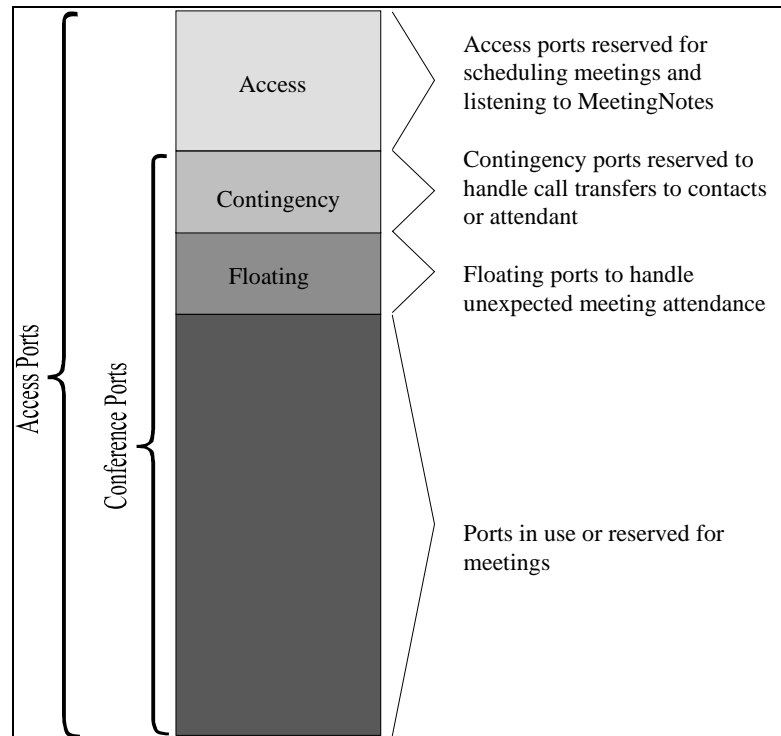 Access Ports
Conference Ports
Access
Contingency
Floating
Access ports reserved for
scheduling meetings and
listening to MeetingNotes
Contingency ports reserved to
handle call transfers to contacts
or attendant
Floating ports to handle
unexpected meeting attendance
Ports in use or reserved for
meetings